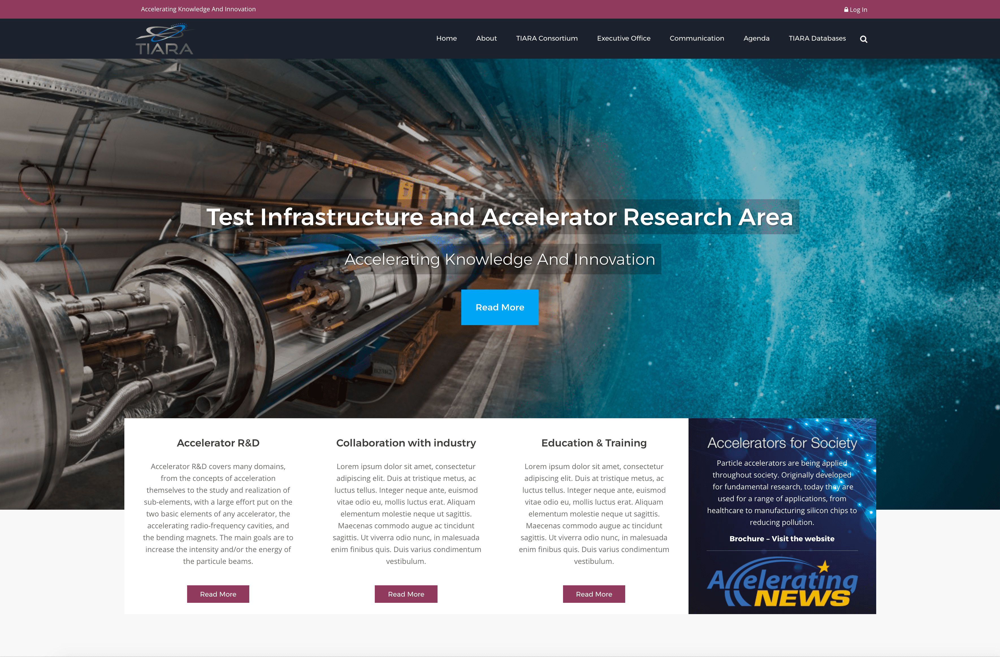 Accelerating Knowledge And Innovation
Log In
TIARA
Home
About
TIARA Consortium
Executive Office
Communication
Agenda
TIARA Databases
Test Infrastructure and Accelerator Research Area
Accelerating Knowledge And Innovation
Read More
B23R2
Accelerator R&D
Accelerator R&D covers many domains,
from the concepts of acceleration
themselves to the study and realization of
sub-elements, with a large effort put on the
two basic elements of any accelerator, the
accelerating radio-frequency cavities, and
the bending magnets. The main goals are to
increase the intensity and/or the energy of
the particule beams.
Read More
Collaboration with industry
Lorem ipsum dolor sit amet, consectetur
adipiscing elit. Duis at tristique metus, ac
luctus tellus. Integer neque ante, euismod
vitae odio eu, mollis luctus erat. Aliquam
elementum molestie neque ut sagittis.
Maecenas commodo augue ac tincidunt
sagittis. Ut viverra odio nunc, in malesuada
enim finibus quis. Duis varius condimentum
vestibulum.
Read More
Education & Training
Lorem ipsum dolor sit amet, consectetur
adipiscing elit. Duis at tristique metus, ac
luctus tellus. Integer neque ante, euismod
vitae odio eu, mollis luctus erat. Aliquam
elementum molestie neque ut sagittis.
Maecenas commodo augue ac tincidunt
sagittis. Ut viverra odio nunc, in malesuada
enim finibus quis. Duis varius condimentum
vestibulum.
Read More
Accelerators for Society
Particle accelerators are being applied
throughout society. Originally developed
for fundamental research, today they are
used for a range of applications, from
healthcare to manufacturing silicon chips to
reducing pollution.
Brochure – Visit the website
Accelerating
NEWS